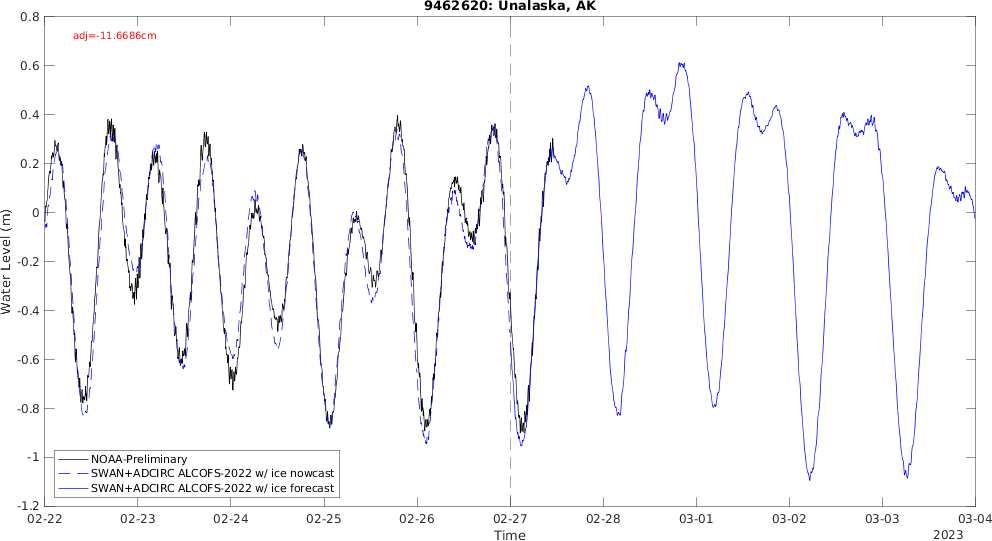 9462620: Unalaska, AK
adj=-11.6686cm
0.8
0.6
0.4
0.2
0
-0.2
-0.4
-0.6
-0.8
-1
-1.2
Water Level (m)
NOAA-Preliminary
SWAN+ADCIRC ALCOFS-2022 w/ ice nowcast
SWAN+ADCIRC ALCOFS-2022 w/ ice forecast
02-22 02-23 02-24 02-25 02-26 02-27 02-28 03-01 03-02 03-03 03-04
Time
2023